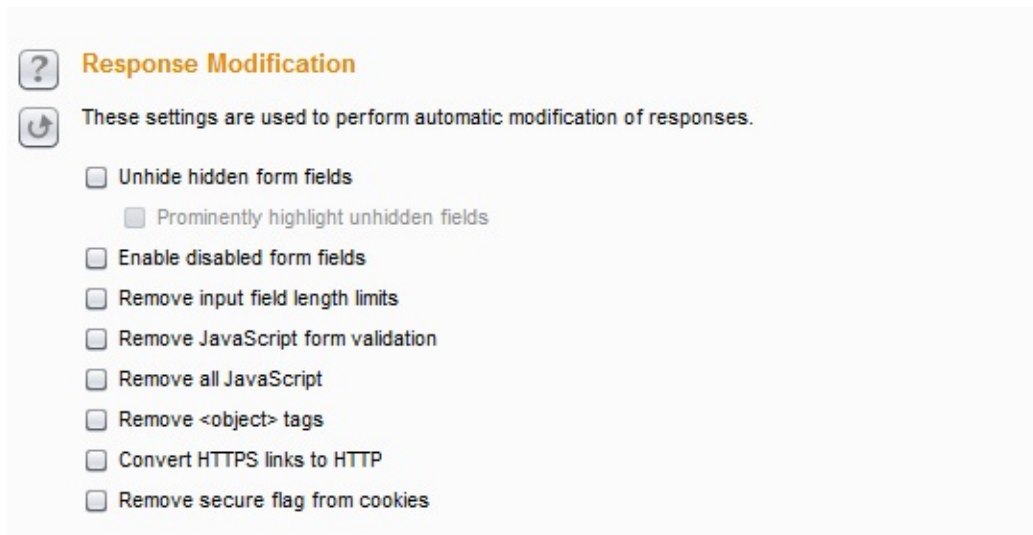 Response Modification
These settings are used to perform automatic modification of responses.
Unhide hidden form fields
Prominently highlight unhidden fields
Enable disabled form fields
Remove input field length limits
Remove JavaScript form validation
Remove all JavaScript
Remove <object> tags
Convert HTTPS links to HTTP
Remove secure flag from cookies